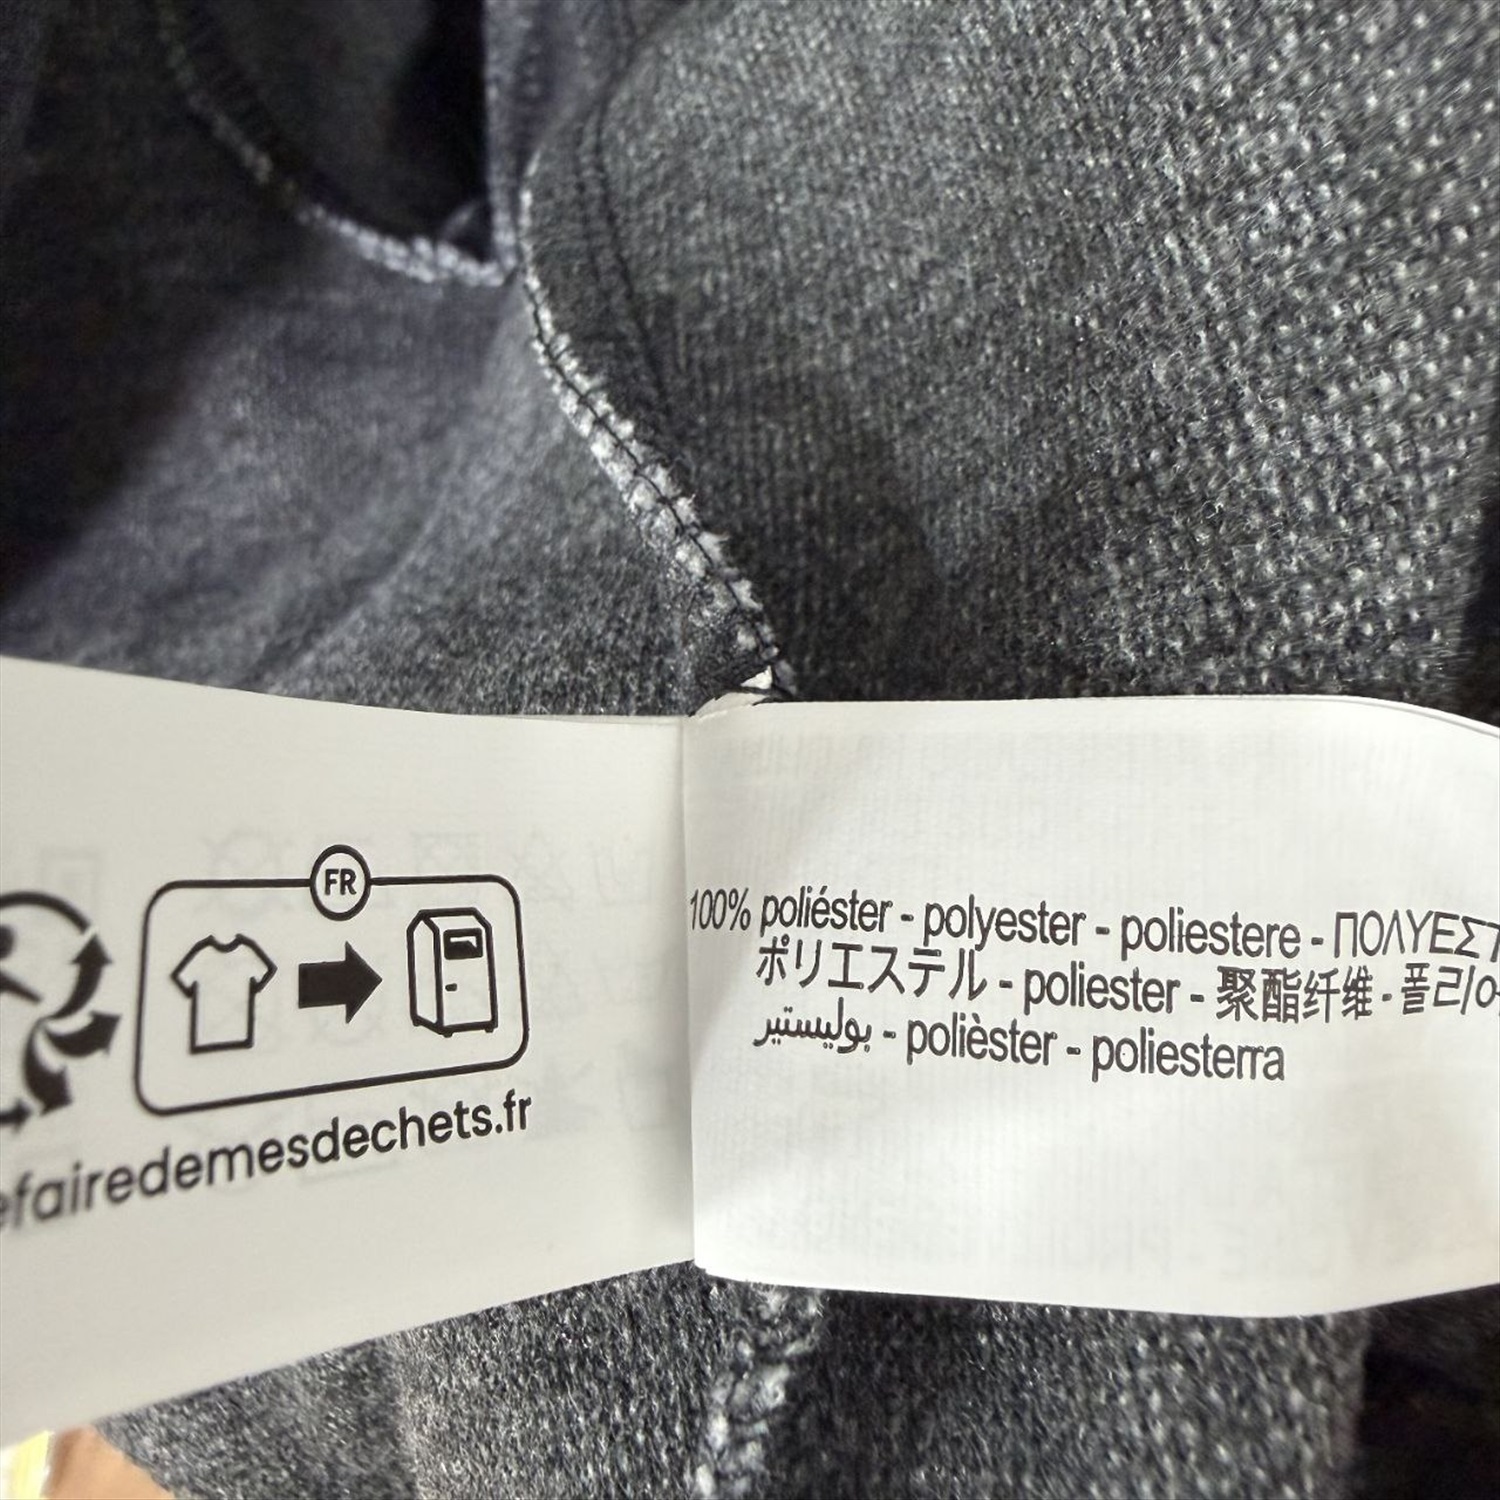 FR
efairedemesdechets.fr
100% poliéster - polyester - poliestere - ΠΟΛΥΕΣΤ
ポリエステル - poliester - 聚酯纤维 - 폴리에
بوليستير - polièster - poliesterra